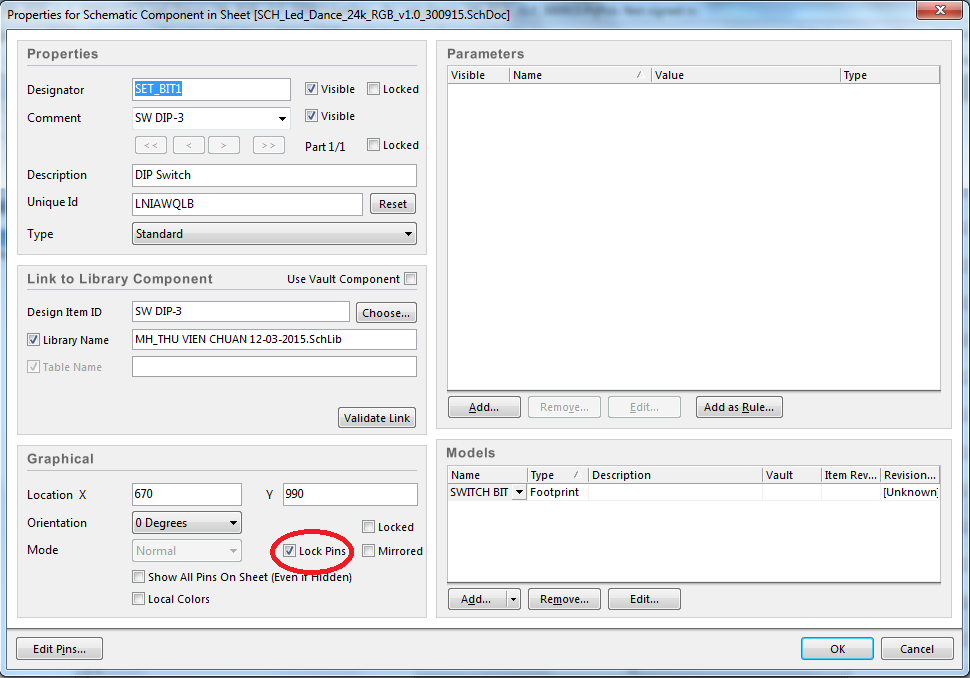 Properties for Schematic Component in Sheet [SCH_Led_Dance_24k_RGB_v1.0_300915.SchDoc]
Properties
Designator SET_BIT1 Visible Locked
Comment SW DIP-3 Visible
<< < > >> Part 1/1 Locked
Description DIP Switch
Unique Id LNIAWQLB Reset
Type Standard
Link to Library Component Use Vault Component
Design Item ID SW DIP-3 Choose...
Library Name MH_THU VIEN CHUAN 12-03-2015.SchLib
Table Name
Validate Link
Graphical
Location X 670 Y 990
Orientation 0 Degrees Locked
Mode Normal Lock Pins Mirrored
Show All Pins On Sheet (Even if Hidden)
Local Colors
Parameters
Visible Name / Value Type
Add... Remove... Edit... Add as Rule...
Models
Name Type / Description Vault Item Rev... Revision...
SWITCH BIT Footprint [Unknown]
Add... Remove... Edit...
Edit Pins... OK Cancel